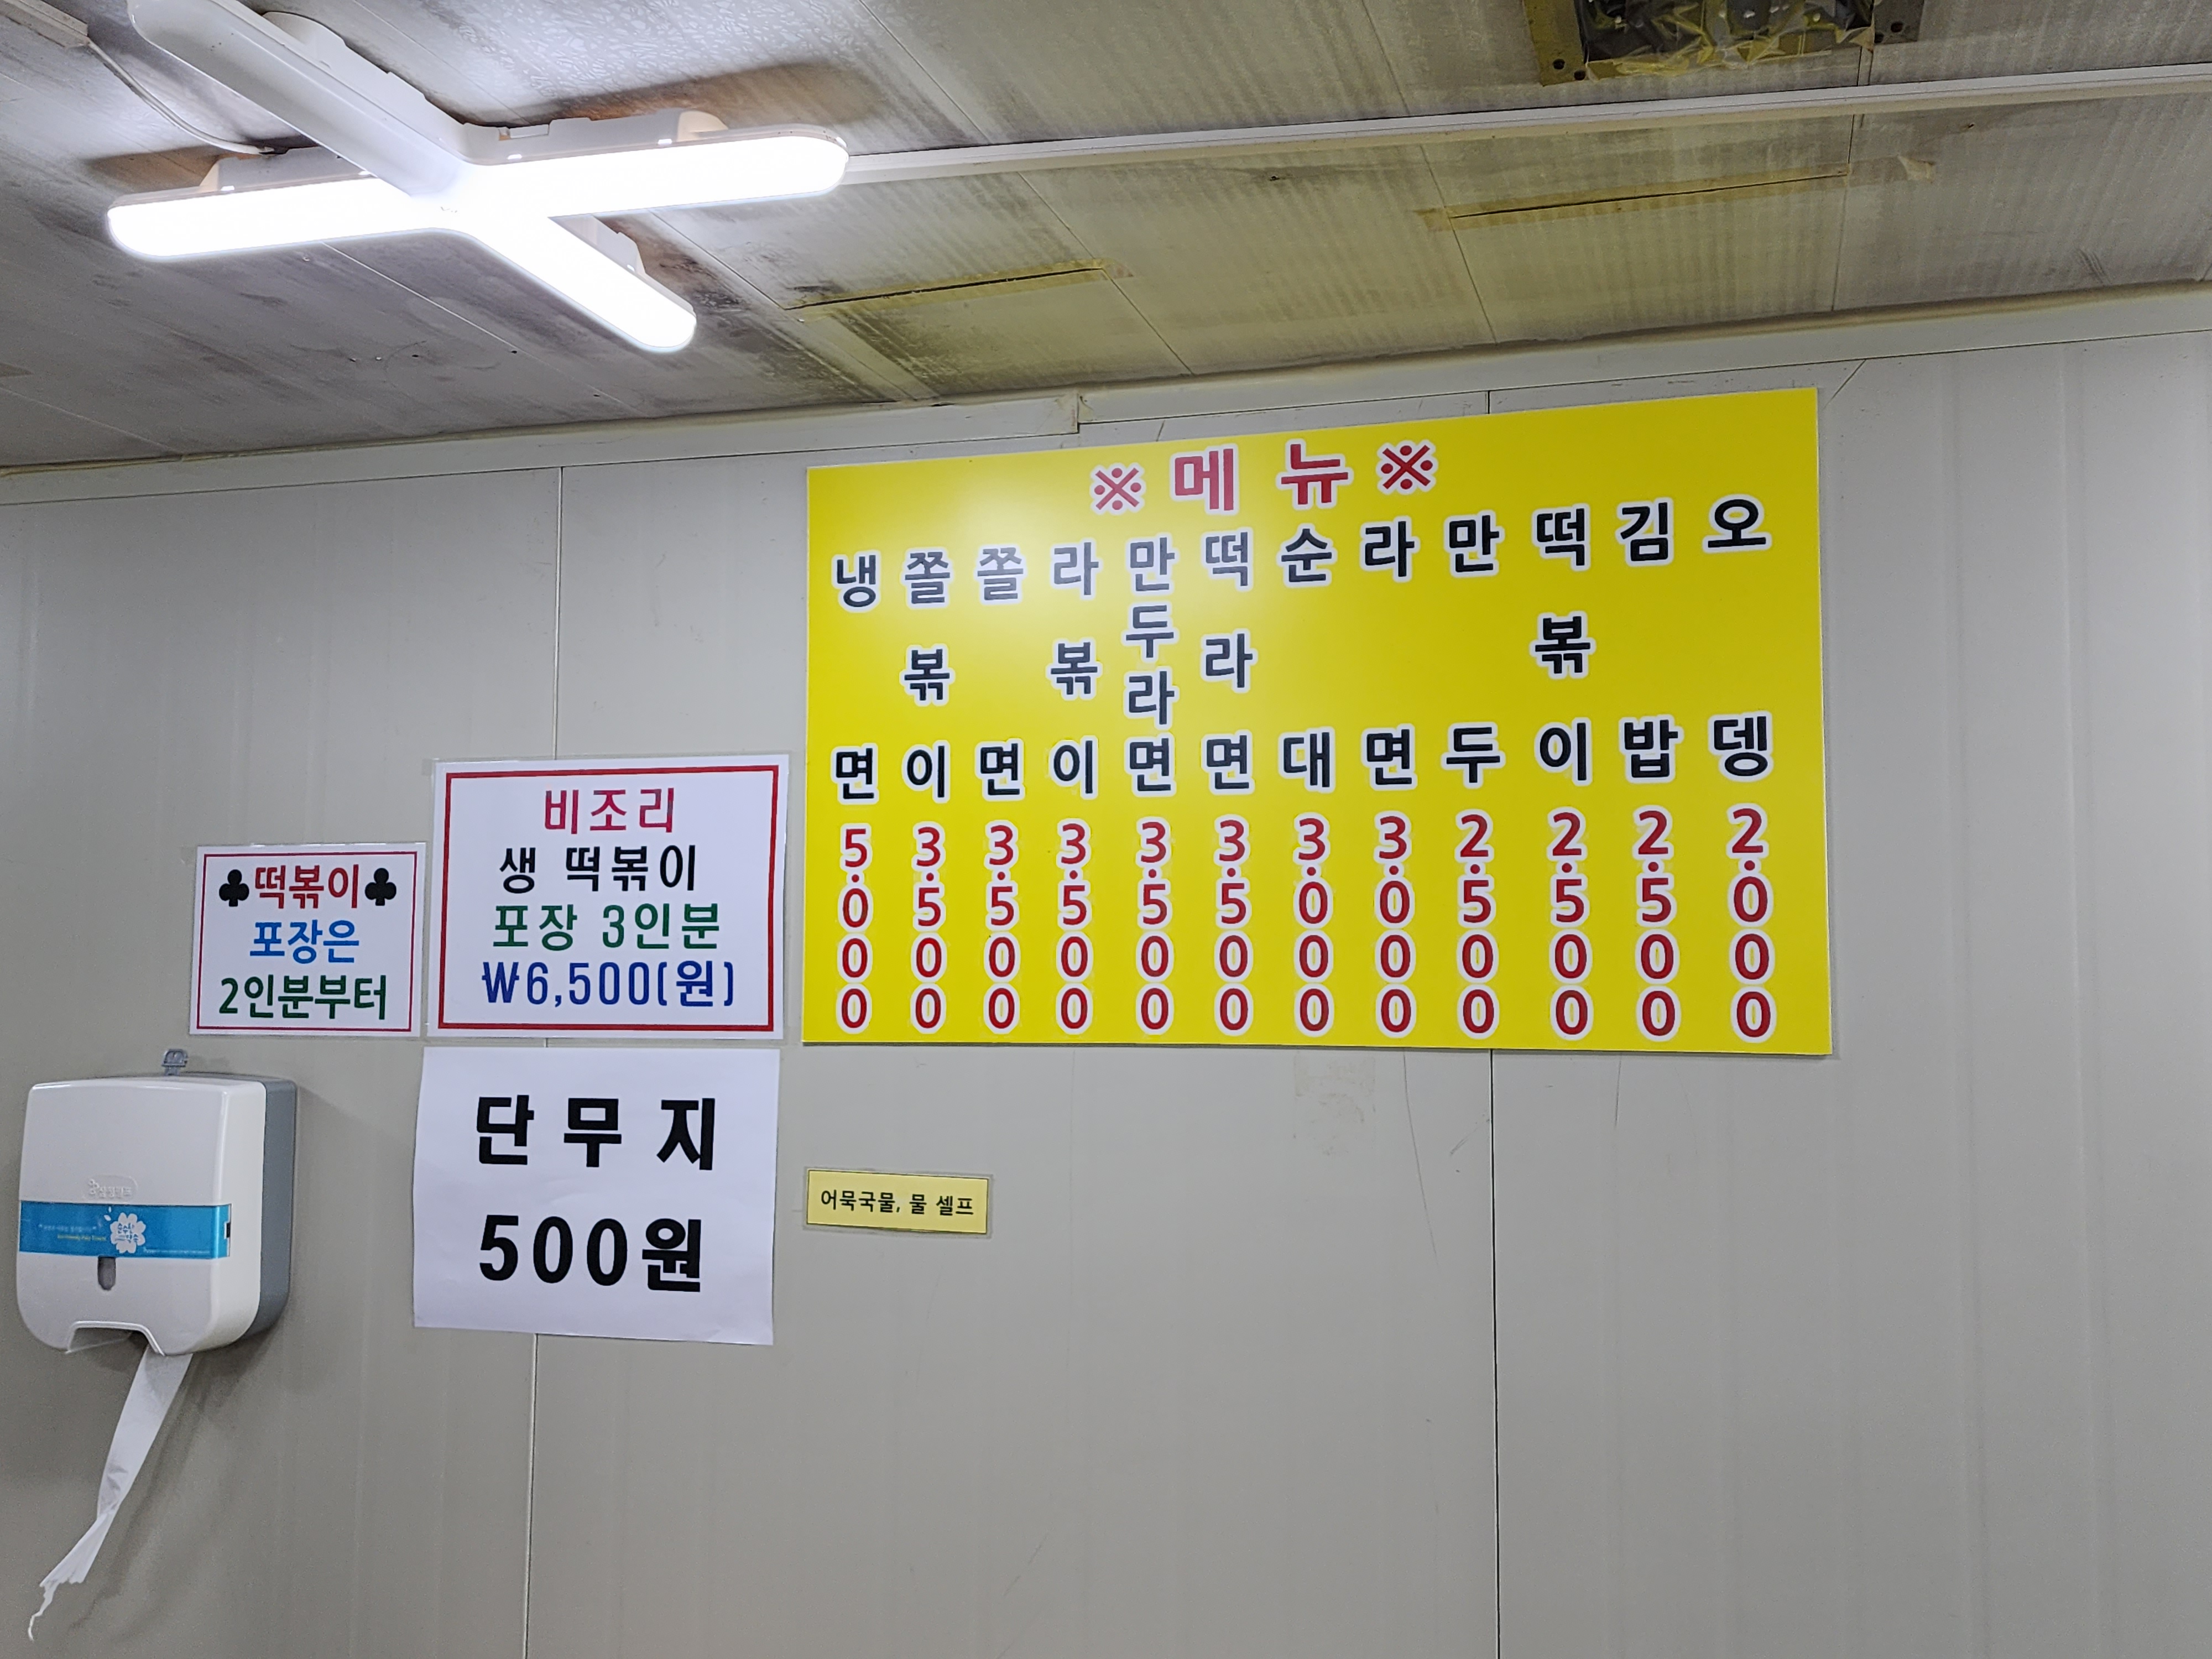 ※ 메 뉴 ※
냉면 5.000
쫄볶이 3.500
쫄면 3.500
라볶이 3.500
만두라면 3.500
떡라면 3.500
순대 3.000
라면 3.000
만두 2.500
떡볶이 2.500
김밥 2.500
오뎅 2.000
비조리
생 떡볶이
포장 3인분
₩6,500(원)
♣떡볶이♣
포장은
2인분부터
단 무 지
500원
어묵국물, 물 셀프